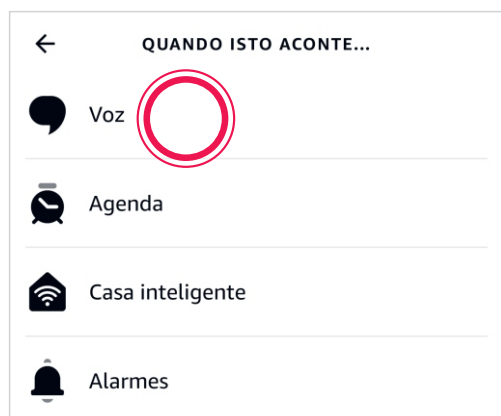 QUANDO ISTO ACONTE...
Voz
Agenda
Casa inteligente
Alarmes